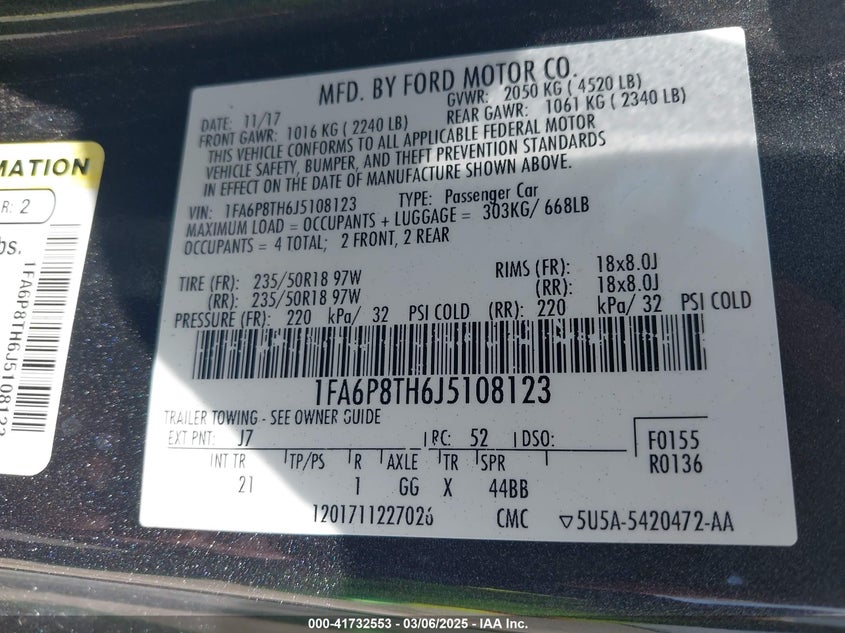 MFD. BY FORD MOTOR CO.
DATE: 11/17 GVWR: 2050 KG ( 4520 LB)
FRONT GAWR: 1016 KG ( 2240 LB) REAR GAWR: 1061 KG ( 2340 LB)
THIS VEHICLE CONFORMS TO ALL APPLICABLE FEDERAL MOTOR
VEHICLE SAFETY, BUMPER, AND THEFT PREVENTION STANDARDS
IN EFFECT ON THE DATE OF MANUFACTURE SHOWN ABOVE.
VIN: 1FA6P8TH6J5108123 TYPE: Passenger Car
MAXIMUM LOAD = OCCUPANTS + LUGGAGE = 303KG/ 668LB
OCCUPANTS = 4 TOTAL; 2 FRONT, 2 REAR
TIRE (FR): 235/50R18 97W RIMS (FR): 18x8.0J
(RR): 235/50R18 97W (RR): 18x8.0J
PRESSURE (FR): 220 kPa/ 32 PSI COLD (RR): 220 kPa/ 32 PSI COLD
1FA6P8TH6J5108123
TRAILER TOWING - SEE OWNER GUIDE
EXT PNT: J7 RC: 52 DSO: F0155
R0136
INT TR TP/PS R AXLE TR SPR
21 1 GG X 44BB
1201711227026 CMC 5U5A-5420472-AA
MATION
R: 2
bs.
1FA6P8TH6J5108123
000-41732553 - 03/06/2025 - IAA Inc.